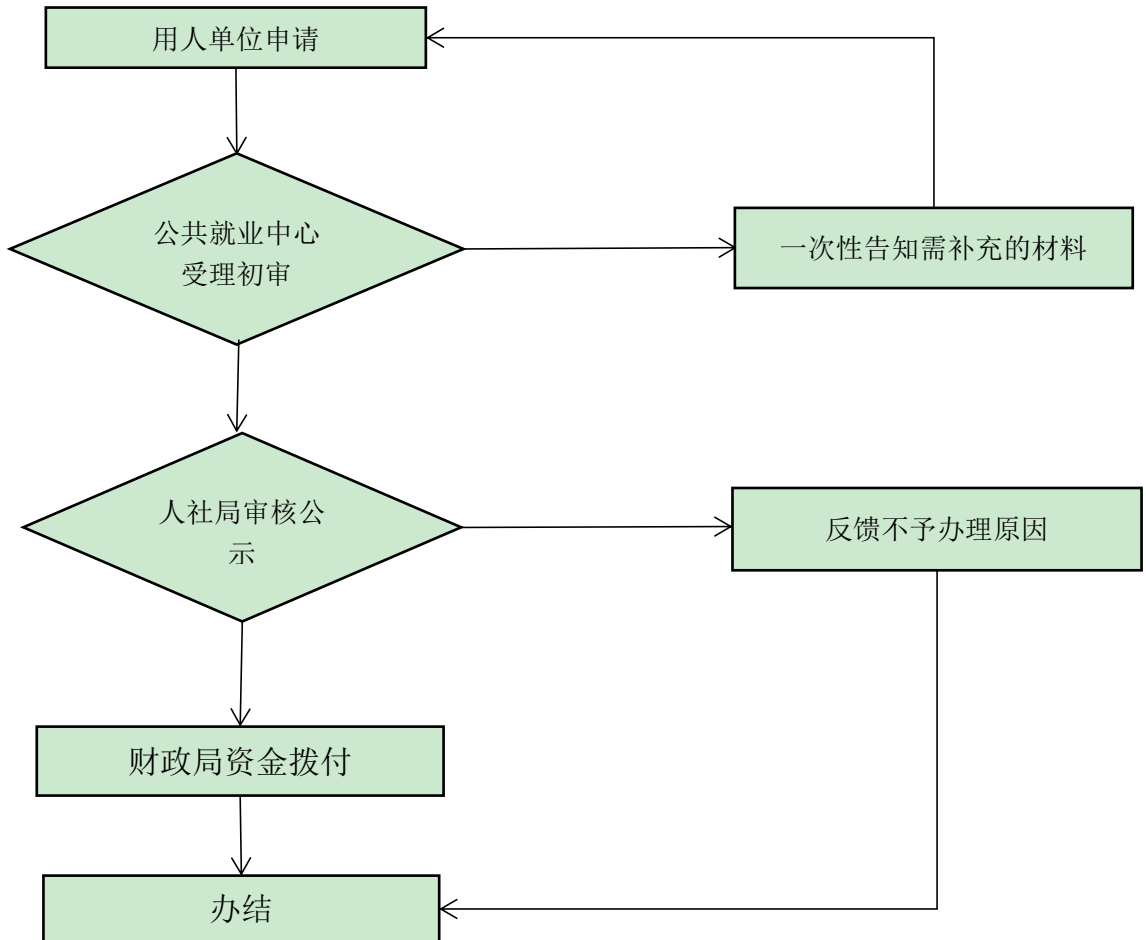 用人单位申请
公共就业中心
受理初审
一次性告知需补充的材料
人社局审核公
示
反馈不予办理原因
财政局资金拨付
办结